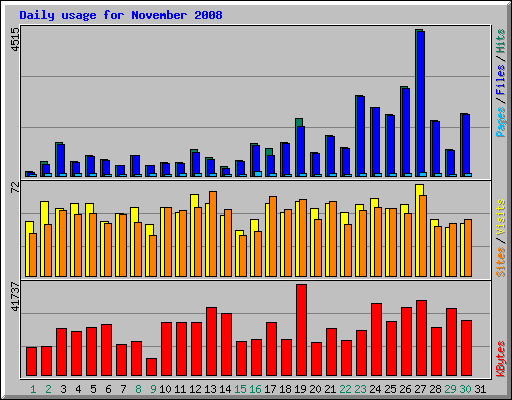 Daily usage for November 2008
4515
Pages / Files / Hits
72
Sites / Visits
41737
KBytes
1 2 3 4 5 6 7 8 9 10 11 12 13 14 15 16 17 18 19 20 21 22 23 24 25 26 27 28 29 30 31